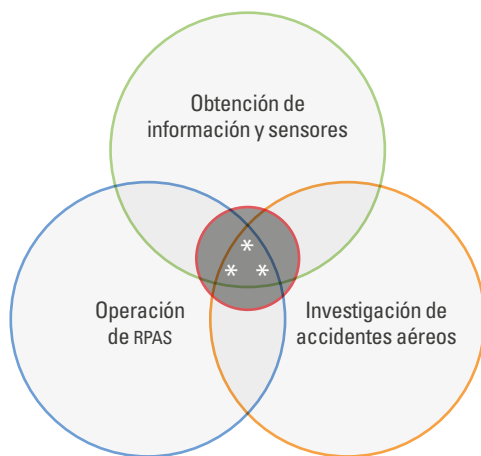 Obtención de
información y sensores
*
* *
Operación
de RPAS
Investigación de
accidentes aéreos